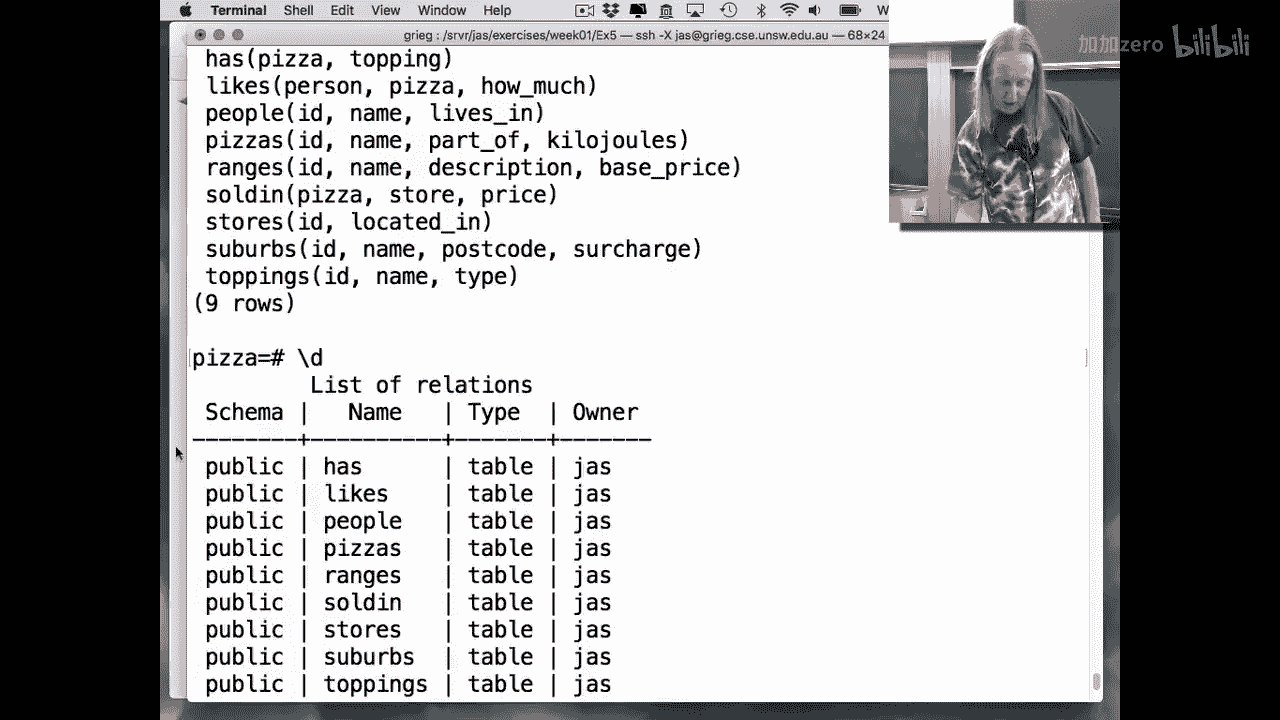 Terminal Shell Edit View Window Help W
grieg : /srvr/jas/exercises/week01/Ex5 — ssh -X jas@grieg.cse.unsw.edu.au — 68×24
加加zero bilibili
has(pizza, topping)
likes(person, pizza, how_much)
people(id, name, lives_in)
pizzas(id, name, part_of, kilojoules)
ranges(id, name, description, base_price)
soldin(pizza, store, price)
stores(id, located_in)
suburbs(id, name, postcode, surcharge)
toppings(id, name, type)
(9 rows)
pizza=# \d
List of relations
Schema | Name | Type | Owner
--------+----------+-------+-------
public | has | table | jas
public | likes | table | jas
public | people | table | jas
public | pizzas | table | jas
public | ranges | table | jas
public | soldin | table | jas
public | stores | table | jas
public | suburbs | table | jas
public | toppings | table | jas